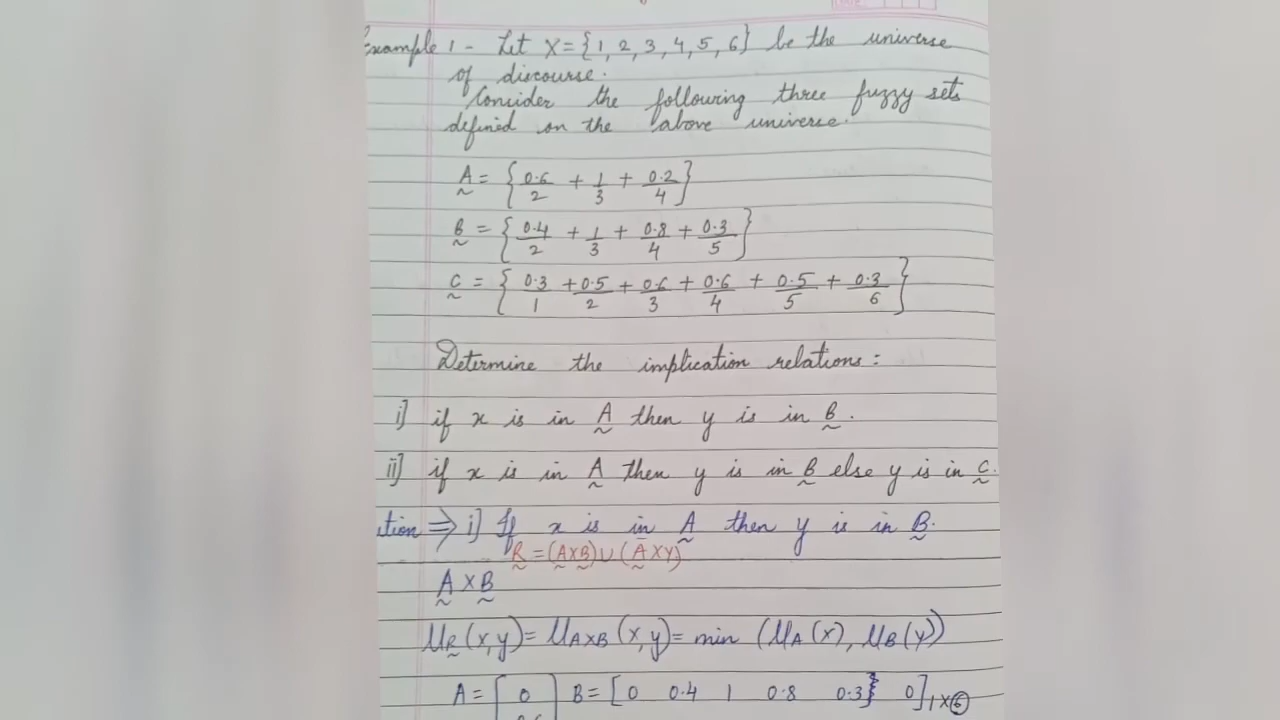 Example 1 - Let X = {1, 2, 3, 4, 5, 6} be the universe
of discourse.
Consider the following three fuzzy sets
defined on the above universe.
A̰ = {0.6/2 + 1/3 + 0.2/4}
B̰ = {0.4/2 + 1/3 + 0.8/4 + 0.3/5}
C̰ = {0.3/1 + 0.5/2 + 0.6/3 + 0.6/4 + 0.5/5 + 0.3/6}
Determine the implication relations :
i] if x is in A̰ then y is in B̰.
ii] if x is in A̰ then y is in B̰ else y is in C̰.
ution ⇒ i] If x is in A̰ then y is in B̰.
R̰ = (A̰×B̰)∪(Ā̰×Y)
A̰ × B̰
μR̰(x,y) = μA×B(x,y) = min (μA(x), μB(y))
A = [0 B = [0 0.4 1 0.8 0.3 0]1×6